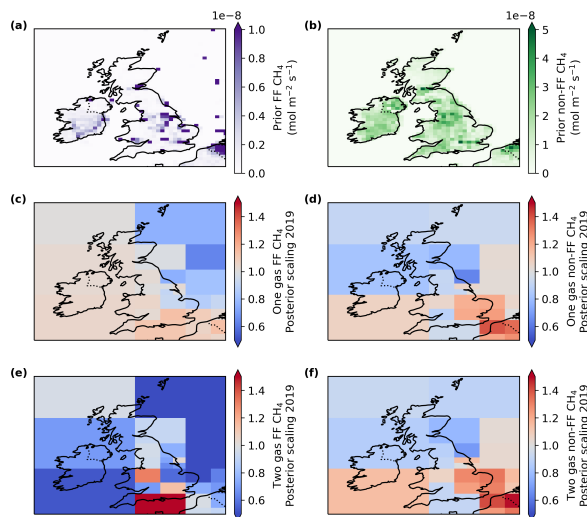 (a)
1e−8
1.0
0.8
0.6
0.4
0.2
0.0
Prior FF CH4
(mol m−2 s−1)
(b)
1e−8
5
4
3
2
1
0
Prior non-FF CH4
(mol m−2 s−1)
(c)
1.4
1.2
1.0
0.8
0.6
One gas FF CH4
Posterior scaling 2019
(d)
1.4
1.2
1.0
0.8
0.6
One gas non-FF CH4
Posterior scaling 2019
(e)
1.4
1.2
1.0
0.8
0.6
Two gas FF CH4
Posterior scaling 2019
(f)
1.4
1.2
1.0
0.8
0.6
Two gas non-FF CH4
Posterior scaling 2019